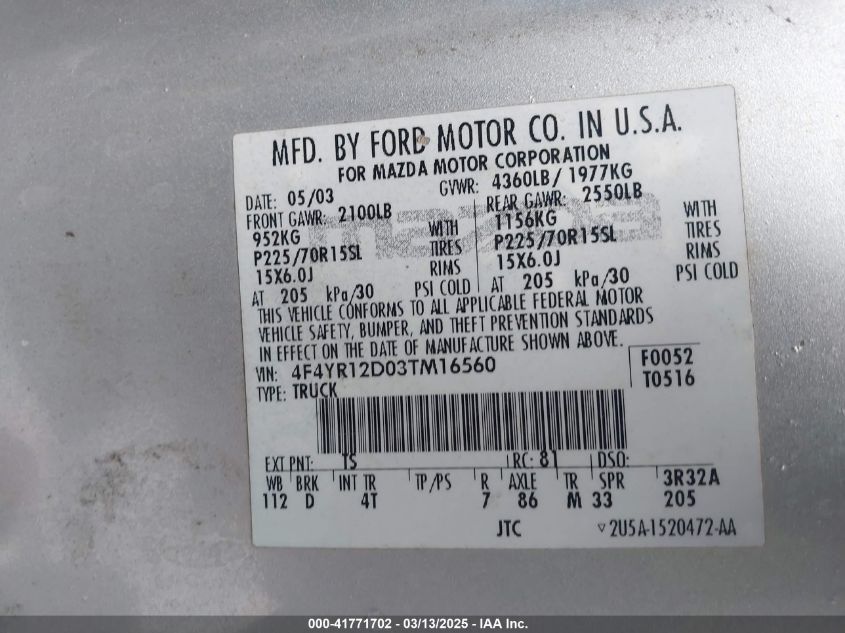 MFD. BY FORD MOTOR CO. IN U.S.A.
FOR MAZDA MOTOR CORPORATION
DATE: 05/03 GVWR: 4360LB/ 1977KG
FRONT GAWR: 2100LB REAR GAWR: 2550LB
952KG WITH 1156KG WITH
P225/70R15SL TIRES P225/70R15SL TIRES
15X6.0J RIMS 15X6.0J RIMS
AT 205 kPa/30 PSI COLD AT 205 kPa/30 PSI COLD
THIS VEHICLE CONFORMS TO ALL APPLICABLE FEDERAL MOTOR
VEHICLE SAFETY, BUMPER, AND THEFT PREVENTION STANDARDS
IN EFFECT ON THE DATE OF MANUFACTURE SHOWN ABOVE.
VIN: 4F4YR12D03TM16560 F0052
TYPE: TRUCK T0516
EXT PNT: TS RC: 81 DSO:
WB BRK INT TR TP/PS R AXLE TR SPR 3R32A
112 D 4T 7 86 M 33 205
JTC ▽2U5A-1520472-AA
mazda
000-41771702 - 03/13/2025 - IAA Inc.